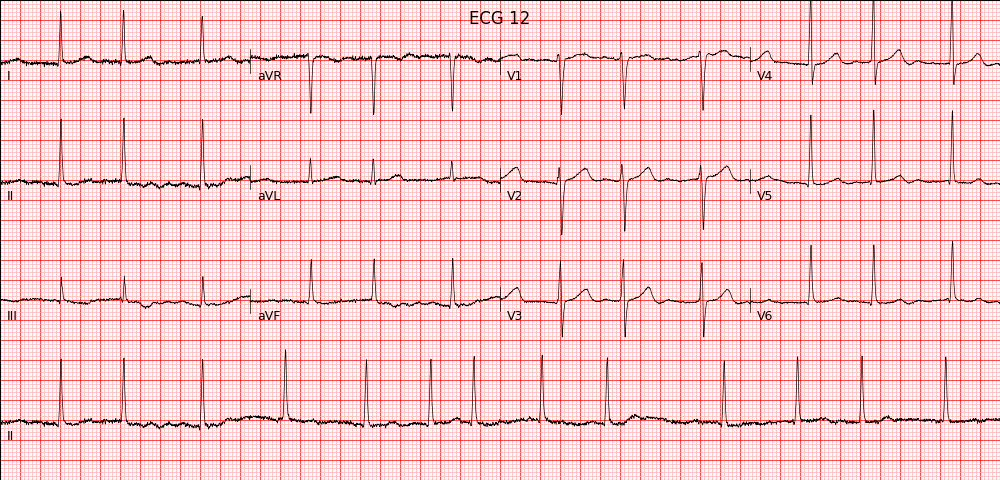 ECG 12
I aVR V1 V4
II aVL V2 V5
III aVF V3 V6
II